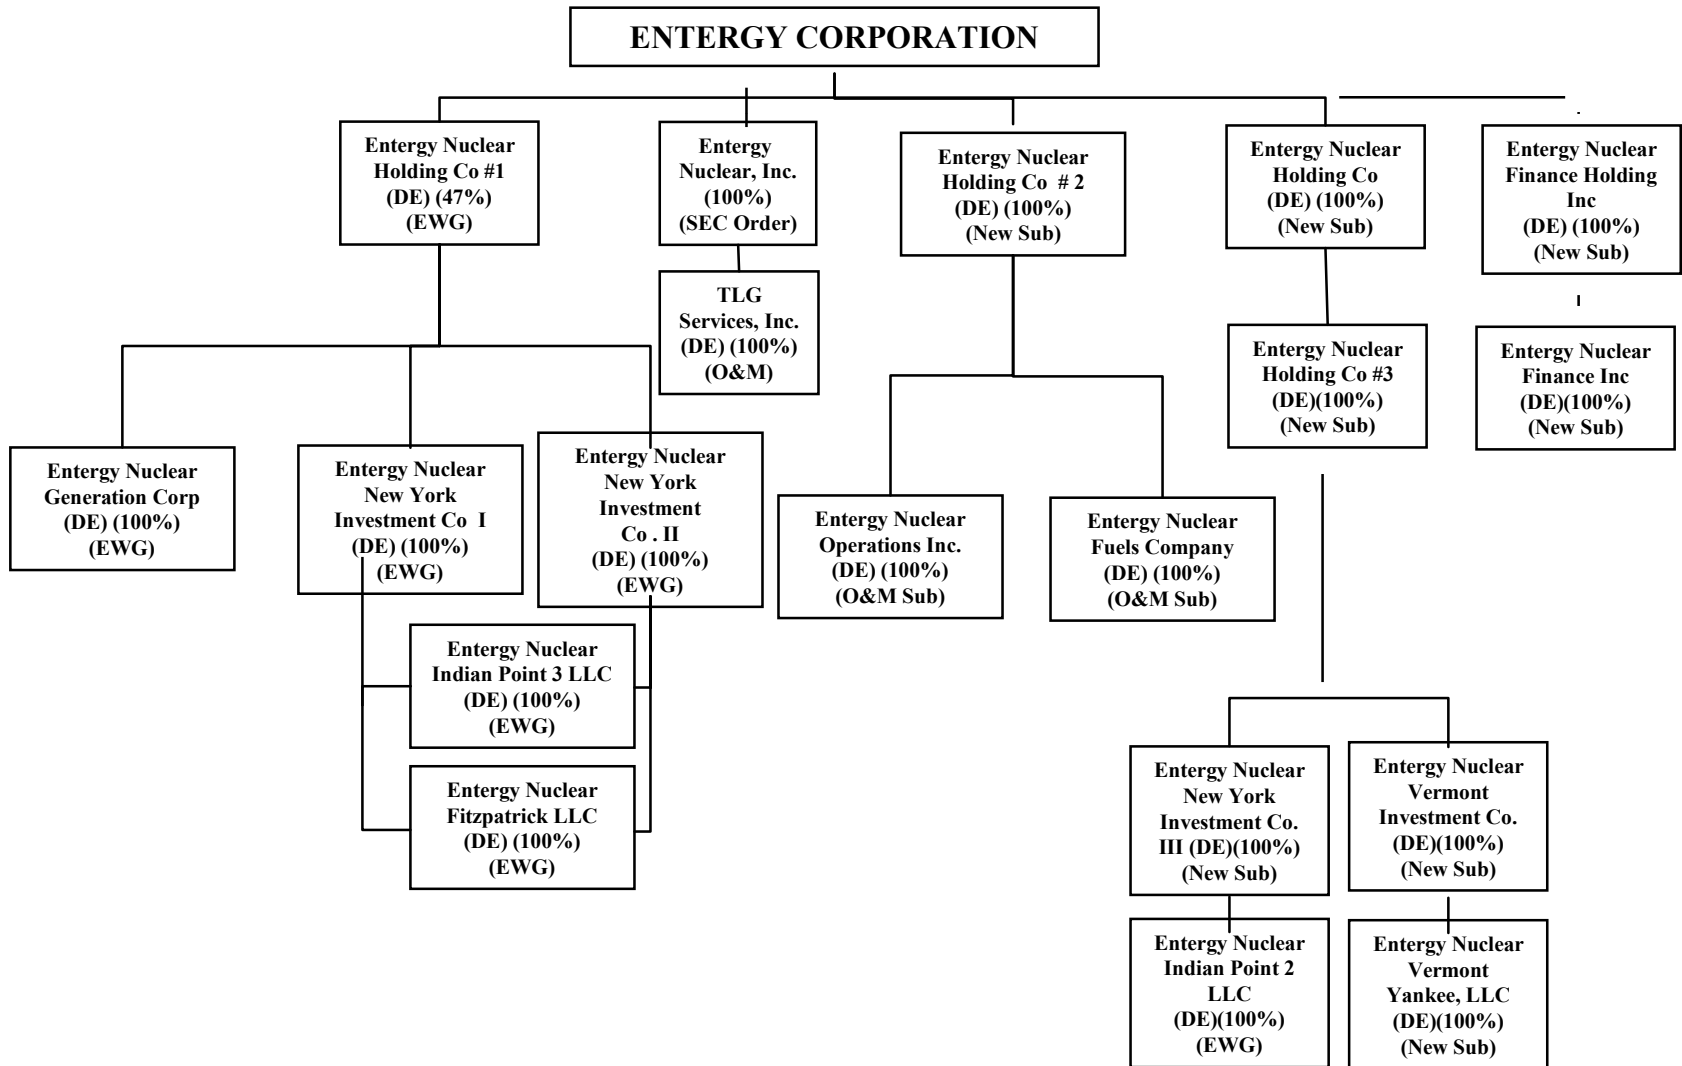 ENTERGY CORPORATION
Entergy Nuclear
Holding Co #1
(DE) (47%)
(EWG)
Entergy
Nuclear, Inc.
(100%)
(SEC Order)
Entergy Nuclear
Holding Co # 2
(DE) (100%)
(New Sub)
Entergy Nuclear
Holding Co
(DE) (100%)
(New Sub)
Entergy Nuclear
Finance Holding
Inc
(DE) (100%)
(New Sub)
TLG
Services, Inc.
(DE) (100%)
(O&M)
Entergy Nuclear
Holding Co #3
(DE)(100%)
(New Sub)
Entergy Nuclear
Finance Inc
(DE)(100%)
(New Sub)
Entergy Nuclear
Generation Corp
(DE) (100%)
(EWG)
Entergy Nuclear
New York
Investment Co I
(DE) (100%)
(EWG)
Entergy Nuclear
New York
Investment
Co . II
(DE) (100%)
(EWG)
Entergy Nuclear
Operations Inc.
(DE) (100%)
(O&M Sub)
Entergy Nuclear
Fuels Company
(DE) (100%)
(O&M Sub)
Entergy Nuclear
Indian Point 3 LLC
(DE) (100%)
(EWG)
Entergy Nuclear
Fitzpatrick LLC
(DE) (100%)
(EWG)
Entergy Nuclear
New York
Investment Co.
III (DE)(100%)
(New Sub)
Entergy Nuclear
Vermont
Investment Co.
(DE)(100%)
(New Sub)
Entergy Nuclear
Indian Point 2
LLC
(DE)(100%)
(EWG)
Entergy Nuclear
Vermont
Yankee, LLC
(DE)(100%)
(New Sub)